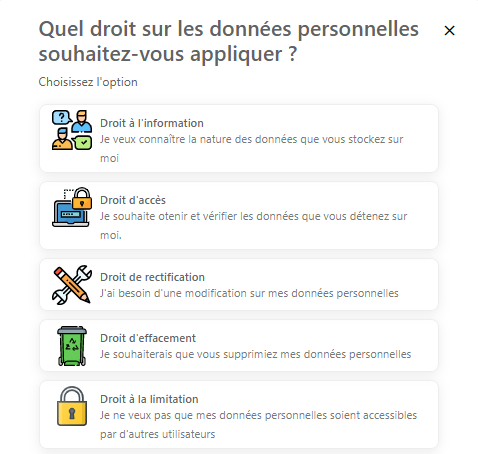 Quel droit sur les données personnelles
souhaitez-vous appliquer ?
Choisissez l'option
Droit à l'information
Je veux connaître la nature des données que vous stockez sur
moi
Droit d'accès
Je souhaite otenir et vérifier les données que vous détenez sur
moi.
Droit de rectification
J'ai besoin d'une modification sur mes données personnelles
Droit d'effacement
Je souhaiterais que vous supprimiez mes données personnelles
Droit à la limitation
Je ne veux pas que mes données personnelles soient accessibles
par d'autres utilisateurs